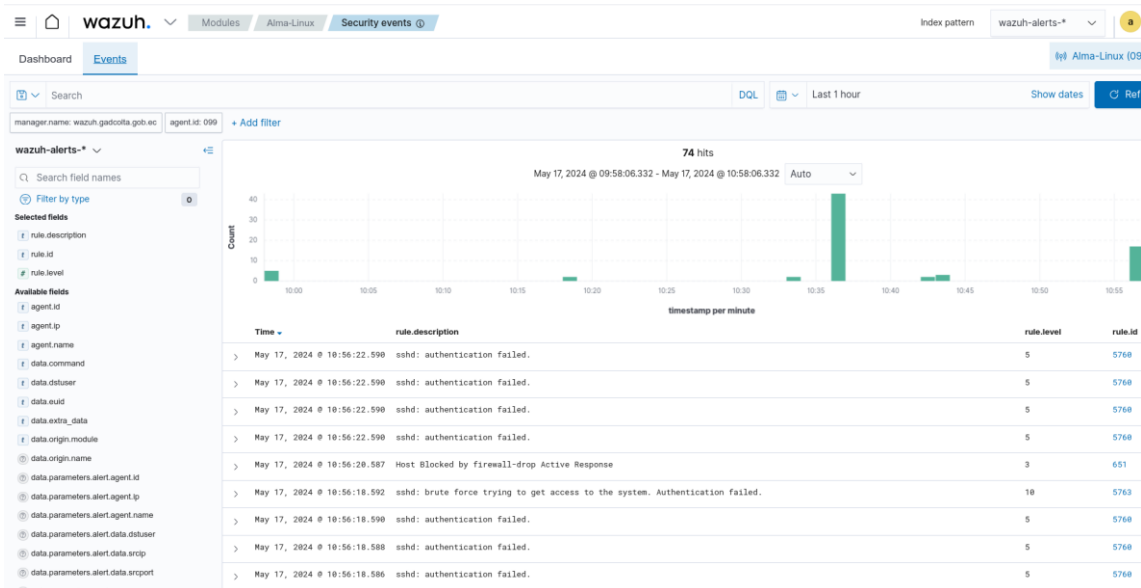 wazuh. Modules Alma-Linux Security events Index pattern wazuh-alerts-* a
Dashboard Events Alma-Linux (09
Search DQL Last 1 hour Show dates Ref
manager.name: wazuh.gadcolta.gob.ec agent.id: 099 + Add filter
wazuh-alerts-*
Search field names
Filter by type 0
Selected fields
t rule.description
t rule.id
# rule.level
Available fields
t agent.id
t agent.ip
t agent.name
t data.command
t data.dstuser
t data.euid
t data.extra_data
t data.origin.module
data.origin.name
data.parameters.alert.agent.id
data.parameters.alert.agent.ip
data.parameters.alert.agent.name
data.parameters.alert.data.dstuser
data.parameters.alert.data.srcip
data.parameters.alert.data.srcport
74 hits
May 17, 2024 @ 09:58:06.332 - May 17, 2024 @ 10:58:06.332 Auto
Count
40
30
20
10
0
10:00 10:05 10:10 10:15 10:20 10:25 10:30 10:35 10:40 10:45 10:50 10:55
timestamp per minute
Time rule.description rule.level rule.id
May 17, 2024 @ 10:56:22.590 sshd: authentication failed. 5 5760
May 17, 2024 @ 10:56:22.590 sshd: authentication failed. 5 5760
May 17, 2024 @ 10:56:22.590 sshd: authentication failed. 5 5760
May 17, 2024 @ 10:56:22.590 sshd: authentication failed. 5 5760
May 17, 2024 @ 10:56:20.587 Host Blocked by firewall-drop Active Response 3 651
May 17, 2024 @ 10:56:18.592 sshd: brute force trying to get access to the system. Authentication failed. 10 5763
May 17, 2024 @ 10:56:18.590 sshd: authentication failed. 5 5760
May 17, 2024 @ 10:56:18.588 sshd: authentication failed. 5 5760
May 17, 2024 @ 10:56:18.586 sshd: authentication failed. 5 5760